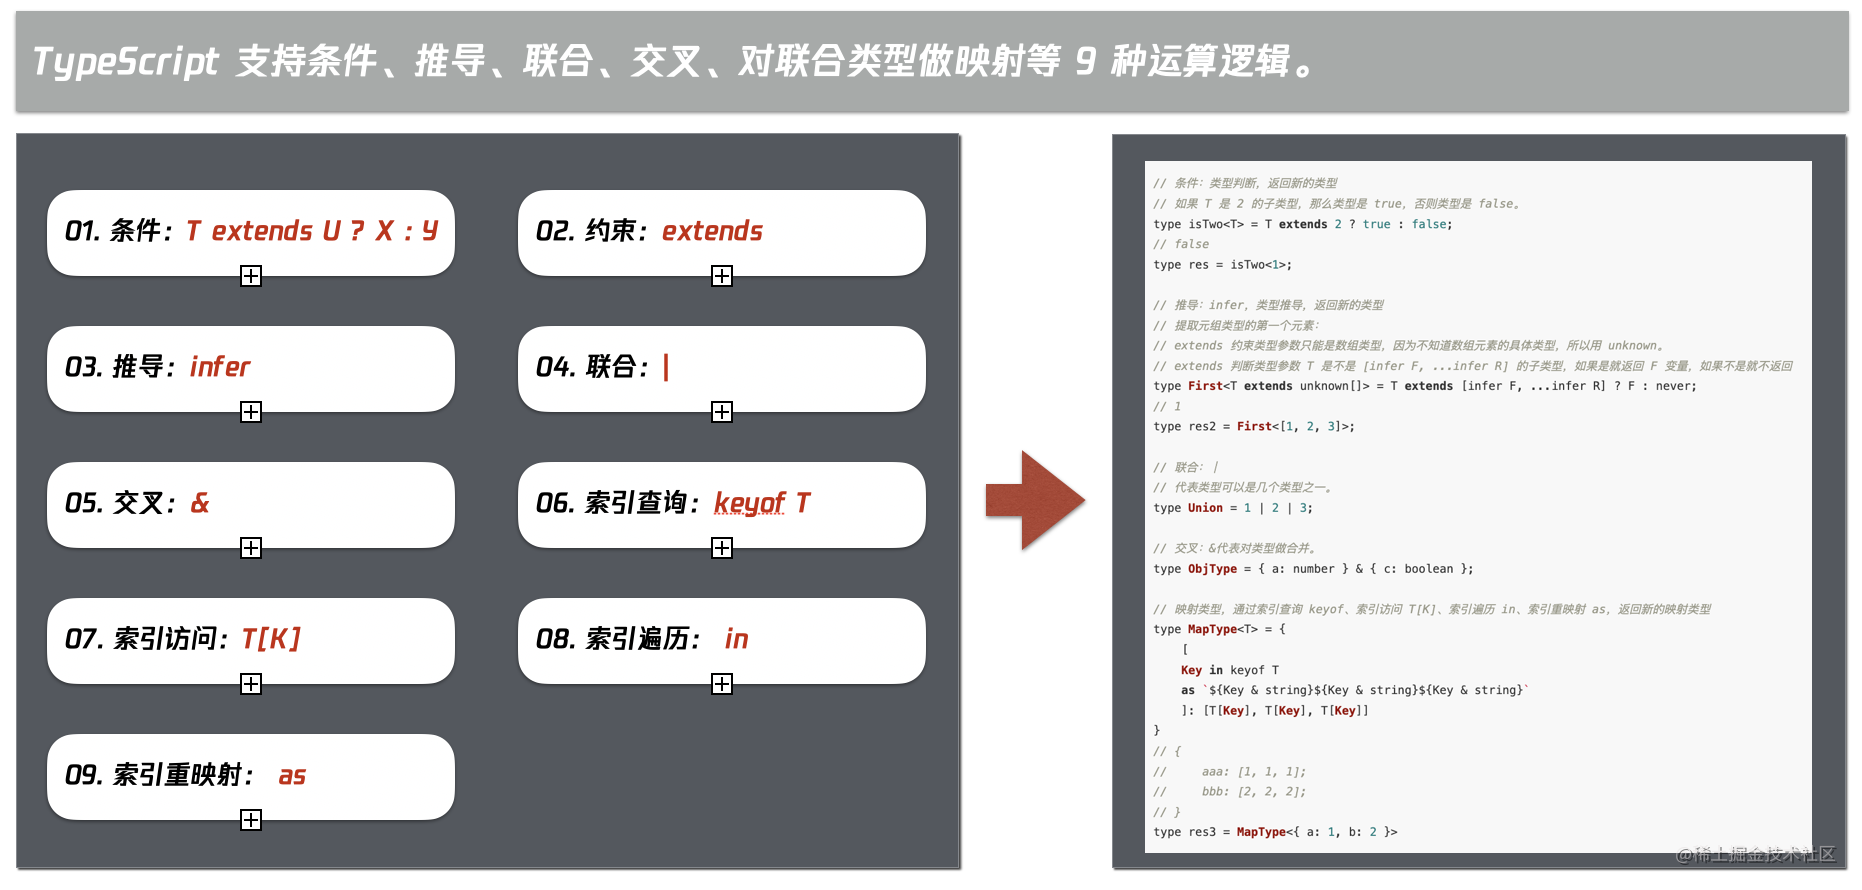 TypeScript 支持条件、推导、联合、交叉、对联合类型做映射等 9 种运算逻辑。
01. 条件：T extends U ? X : Y
02. 约束：extends
03. 推导：infer
04. 联合：|
05. 交叉：&
06. 索引查询：keyof T
07. 索引访问：T[K]
08. 索引遍历： in
09. 索引重映射： as
// 条件：类型判断，返回新的类型
// 如果 T 是 2 的子类型，那么类型是 true，否则类型是 false。
type isTwo<T> = T extends 2 ? true : false;
// false
type res = isTwo<1>;
// 推导：infer，类型推导，返回新的类型
// 提取元组类型的第一个元素：
// extends 约束类型参数只能是数组类型，因为不知道数组元素的具体类型，所以用 unknown。
// extends 判断类型参数 T 是不是 [infer F, ...infer R] 的子类型，如果是就返回 F 变量，如果不是就不返回
type First<T extends unknown[]> = T extends [infer F, ...infer R] ? F : never;
// 1
type res2 = First<[1, 2, 3]>;
// 联合：|
// 代表类型可以是几个类型之一。
type Union = 1 | 2 | 3;
// 交叉：&代表对类型做合并。
type ObjType = { a: number } & { c: boolean };
// 映射类型，通过索引查询 keyof、索引访问 T[K]、索引遍历 in、索引重映射 as，返回新的映射类型
type MapType<T> = {
    [
    Key in keyof T
    as `${Key & string}${Key & string}${Key & string}`
    ]: [T[Key], T[Key], T[Key]]
}
// {
//     aaa: [1, 1, 1];
//     bbb: [2, 2, 2];
// }
type res3 = MapType<{ a: 1, b: 2 }>
@稀土掘金技术社区